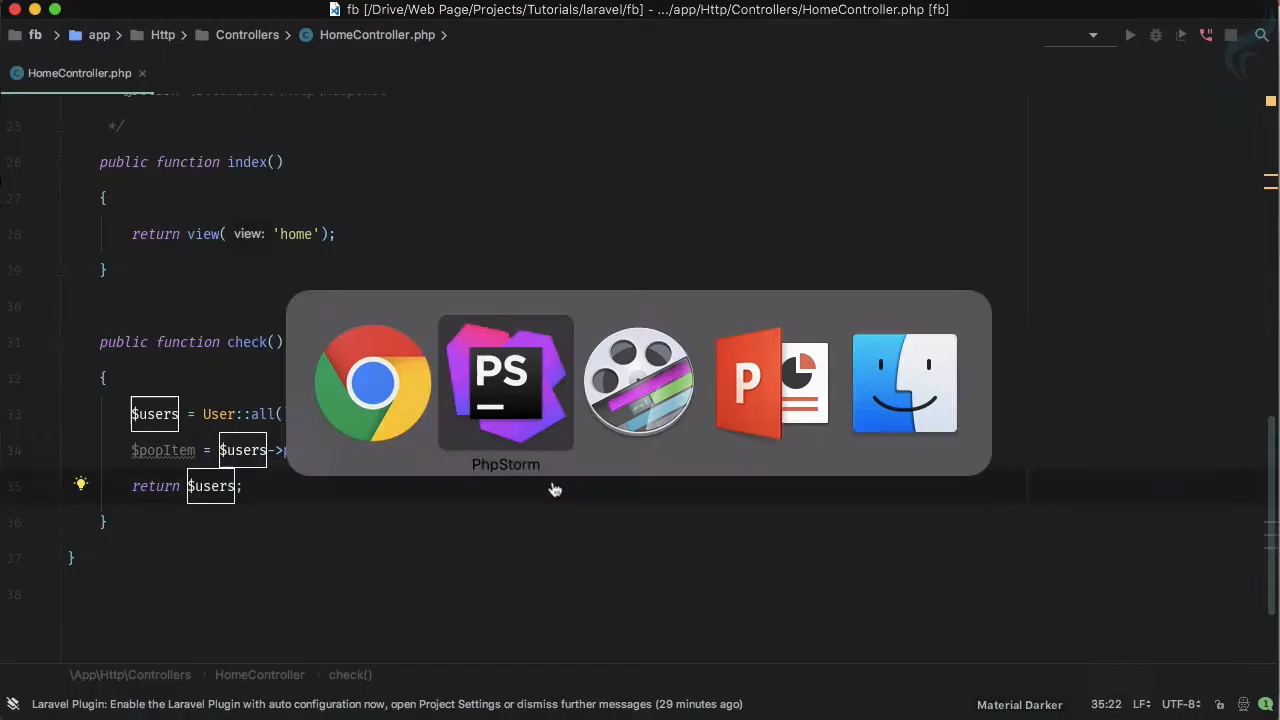 fb [/Drive/Web Page/Projects/Tutorials/laravel/fb] - .../app/Http/Controllers/HomeController.php [fb]
fb > app > Http > Controllers > HomeController.php >
HomeController.php ×
25 */
26 public function index()
27 {
28 return view( view: 'home');
29 }
30
31 public function check()
32 {
33 $users = User::all(
34 $popItem = $users->
35 return $users;
36 }
37 }
38
PS
P
PhpStorm
\App\Http\Controllers > HomeController > check()
Laravel Plugin: Enable the Laravel Plugin with auto configuration now, open Project Settings or dismiss further messages (29 minutes ago)
Material Darker 35:22 LF UTF-8 1